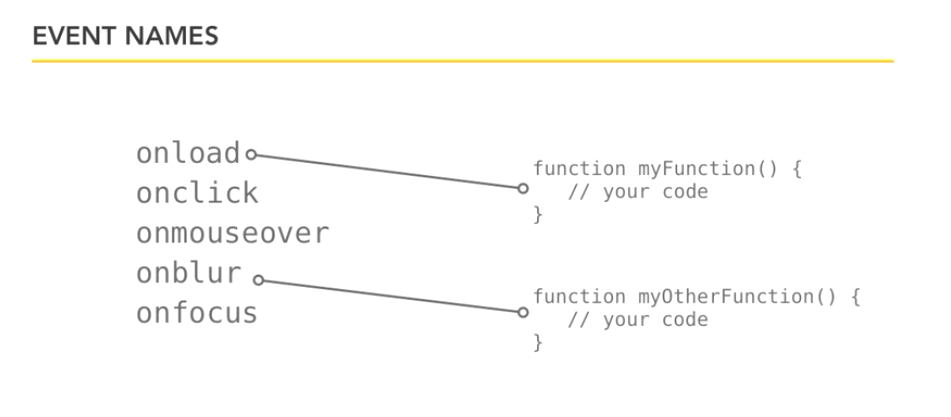 EVENT NAMES
onload
onclick
onmouseover
onblur
onfocus
function myFunction() {
// your code
}
function myOtherFunction() {
// your code
}